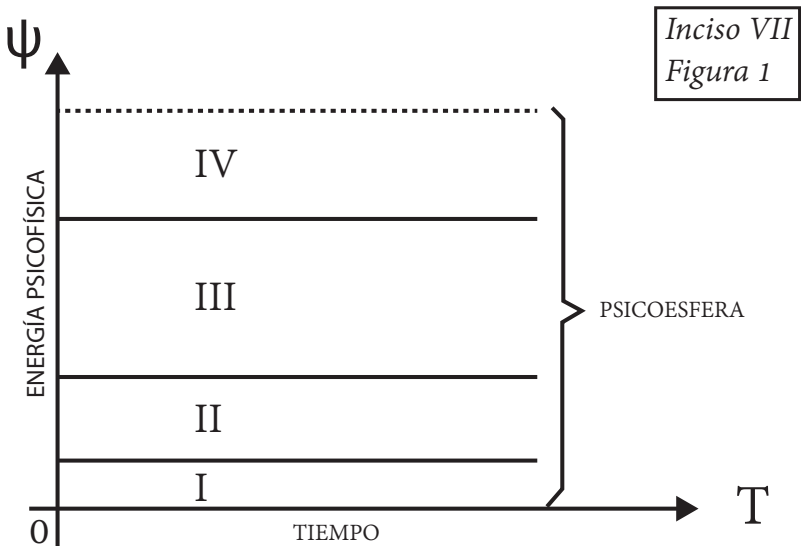 ψ
Inciso VII
Figura 1
ENERGÍA PSICOFÍSICA
IV
III
PSICOESFERA
II
I
T
0
TIEMPO